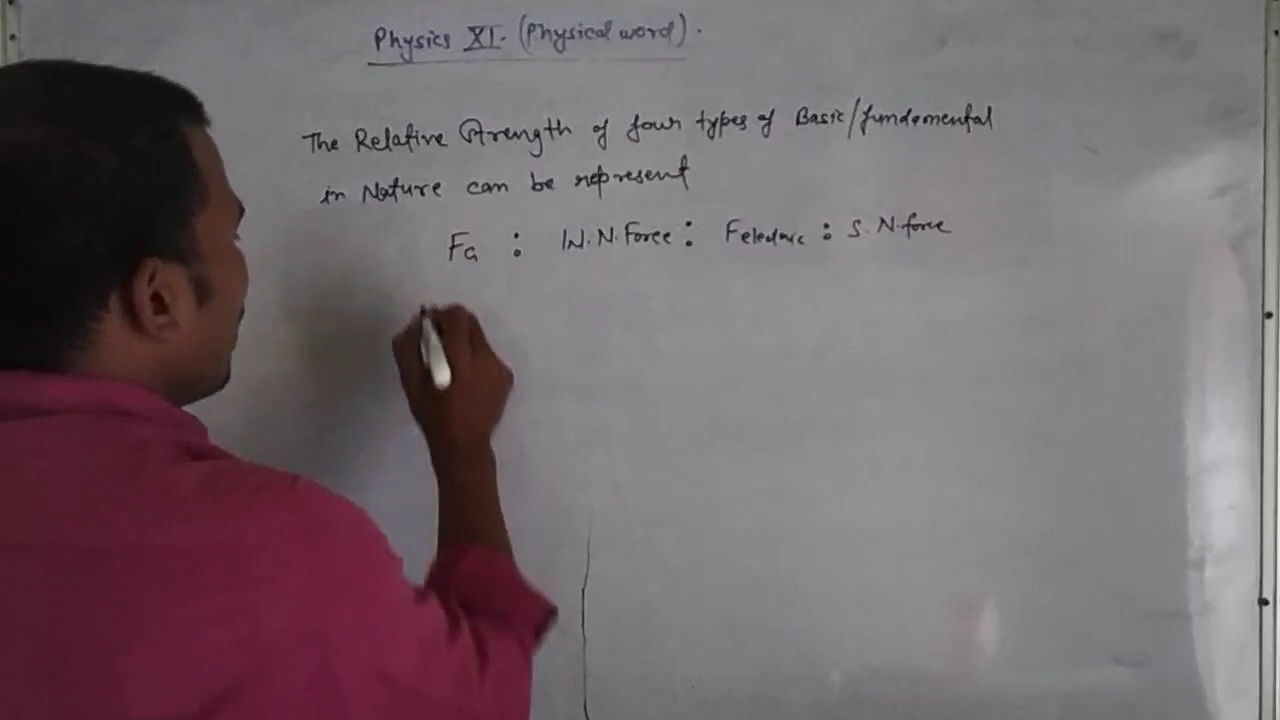 Physics XI. (Physical word).
The Relative Strength of four types of Basic/fundamental
in Nature can be represent
FG : W.N.Force : Felectric : S.N.force